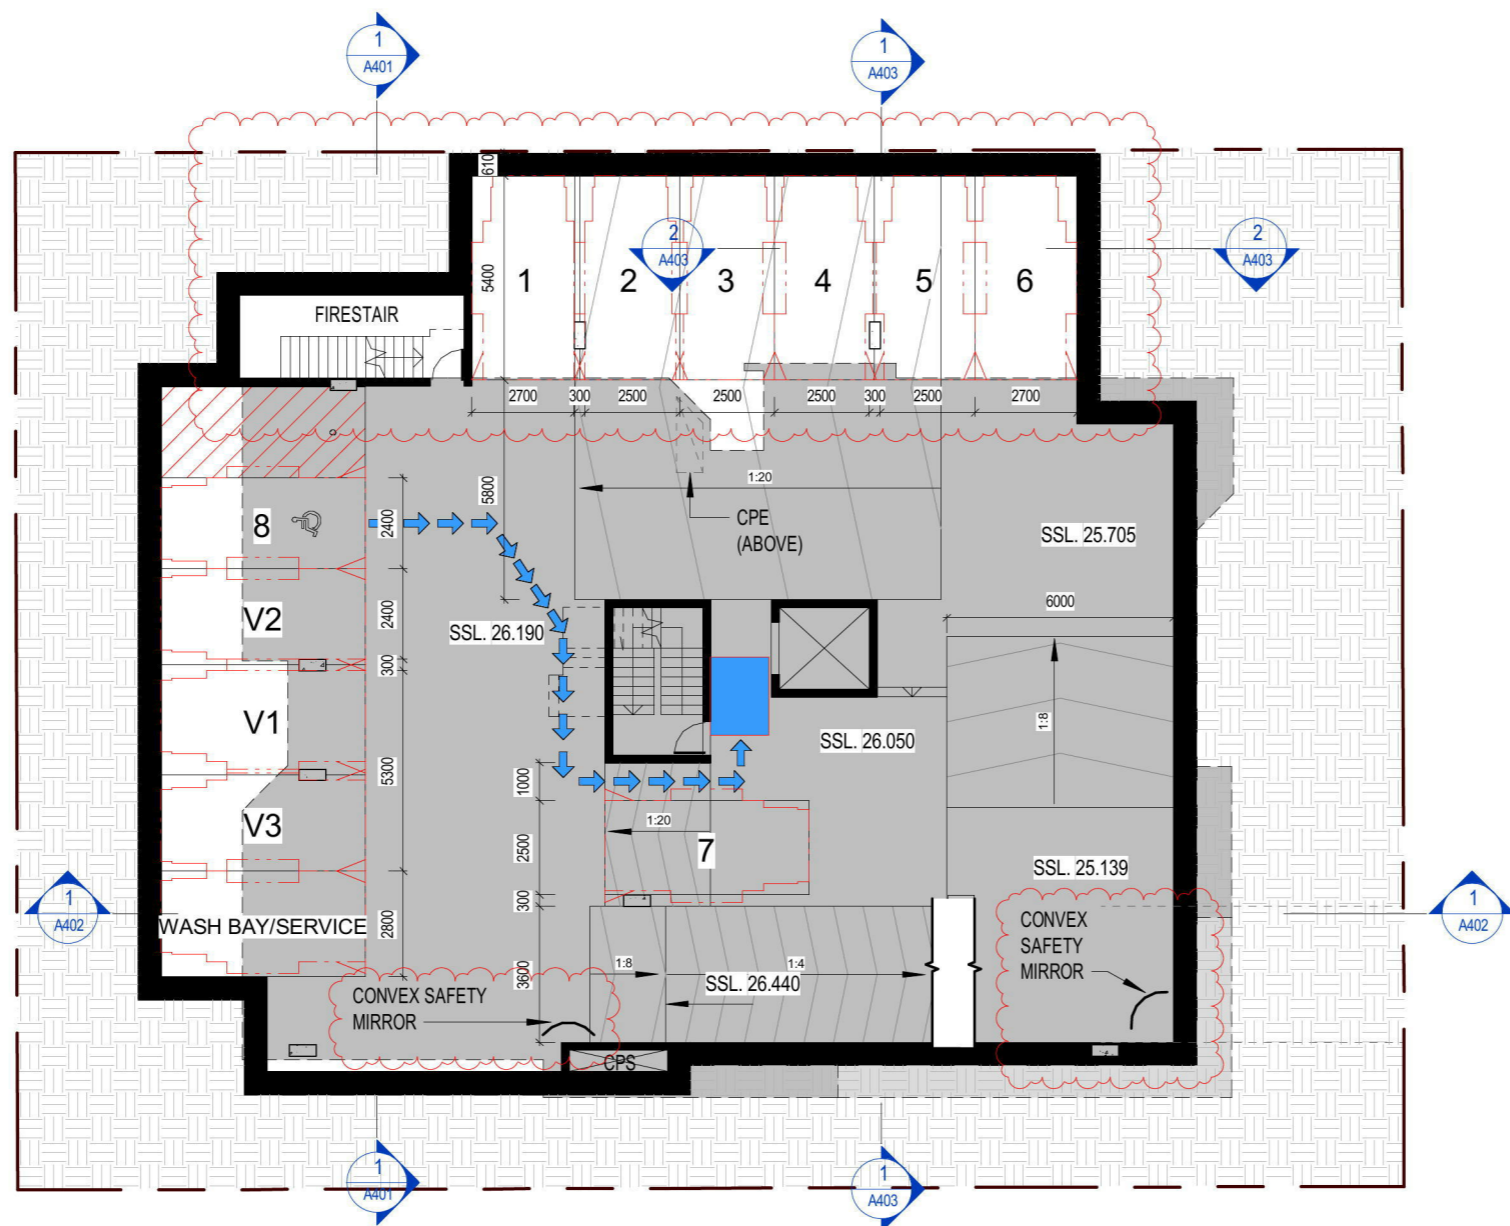 1
A401
1
A403
610
5400
1
2
3
4
5
6
2
A403
2
A403
FIRESTAIR
2700
300
2500
2500
2500
300
2500
2700
5800
1:20
CPE
(ABOVE)
8
2400
SSL. 25.705
6000
V2
2400
SSL. 26.190
300
V1
1:8
SSL. 26.050
5300
1000
V3
1:20
7
2500
SSL. 25.139
300
1
A402
WASH BAY/SERVICE
2800
CONVEX
SAFETY
MIRROR
1
A402
3600
1:8
1:4
SSL. 26.440
CONVEX SAFETY
MIRROR
CPS
1
A401
1
A403